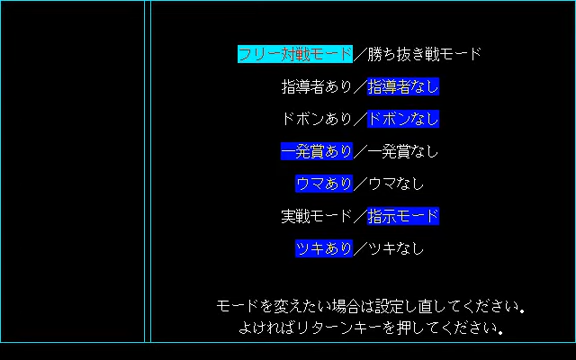 フリー対戦モード／勝ち抜き戦モード
指導者あり／指導者なし
ドボンあり／ドボンなし
一発賞あり／一発賞なし
ウマあり／ウマなし
実戦モード／指示モード
ツキあり／ツキなし
モードを変えたい場合は設定し直してください．
よければリターンキーを押してください．